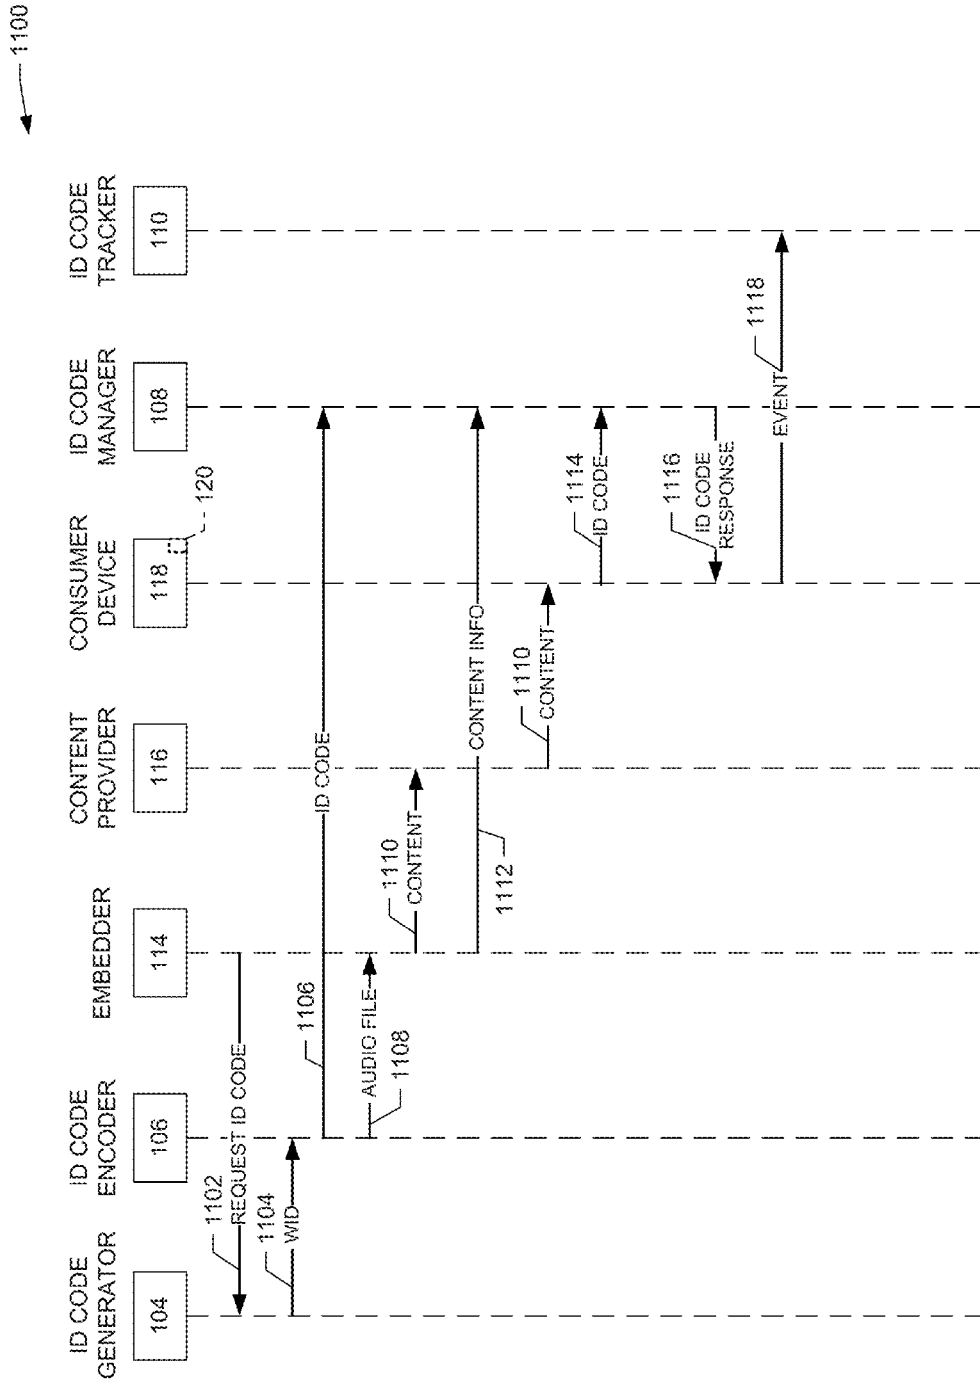 1100
ID CODE
GENERATOR
104
ID CODE
ENCODER
106
EMBEDDER
114
CONTENT
PROVIDER
116
CONSUMER
DEVICE
118
120
ID CODE
MANAGER
108
ID CODE
TRACKER
110
1102
REQUEST ID CODE
1104
WID
1106
ID CODE
AUDIO FILE
1108
1110
CONTENT
CONTENT INFO
1112
1110
CONTENT
1114
ID CODE
1116
ID CODE
RESPONSE
1118
EVENT